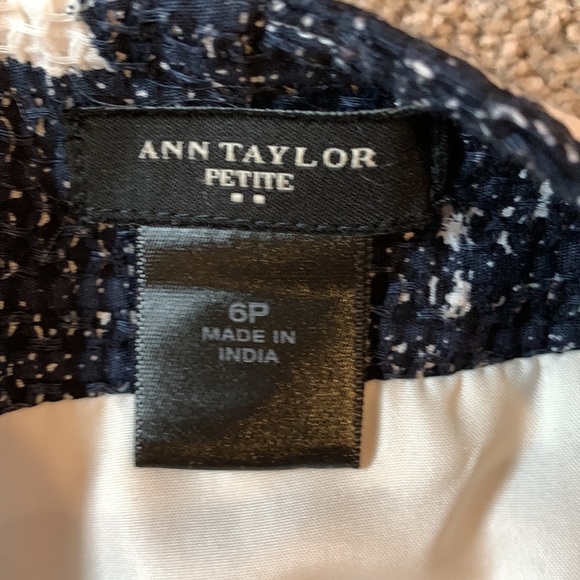 ANN TAYLOR
PETITE
6P
MADE IN
INDIA